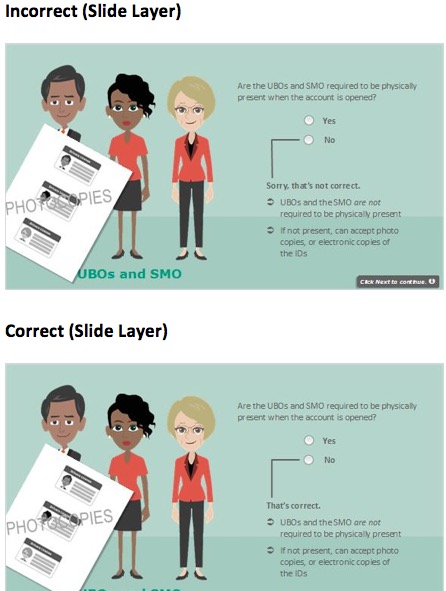 Incorrect (Slide Layer)
Are the UBOs and SMO required to be physically
present when the account is opened?
Yes
No
Sorry, that's not correct.
UBOs and the SMO are not
required to be physically present
If not, can accept photo
copies, or electronic copies of
the IDs
PHOTOCOPIES
UBOs and SMO
Click Next to continue.
Correct (Slide Layer)
Are the UBOs and SMO required to be physically
present when the account is opened?
Yes
No
That's correct.
UBOs and the SMO are not
required to be physically present
If not present, can accept photo
copies, or electronic copies of
the IDs
PHOTOCOPIES
UBOs and SMO